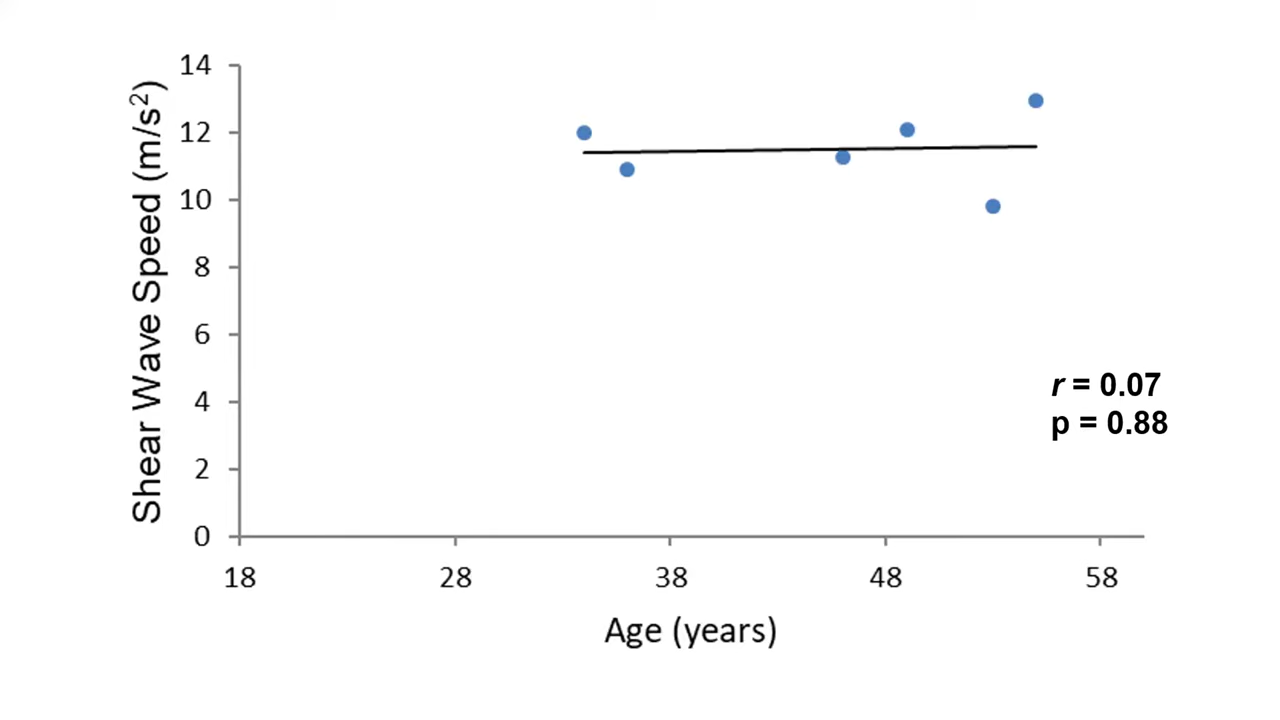 Shear Wave Speed (m/s²)
14
12
10
8
6
4
2
0
18 28 38 48 58
Age (years)
r = 0.07
p = 0.88